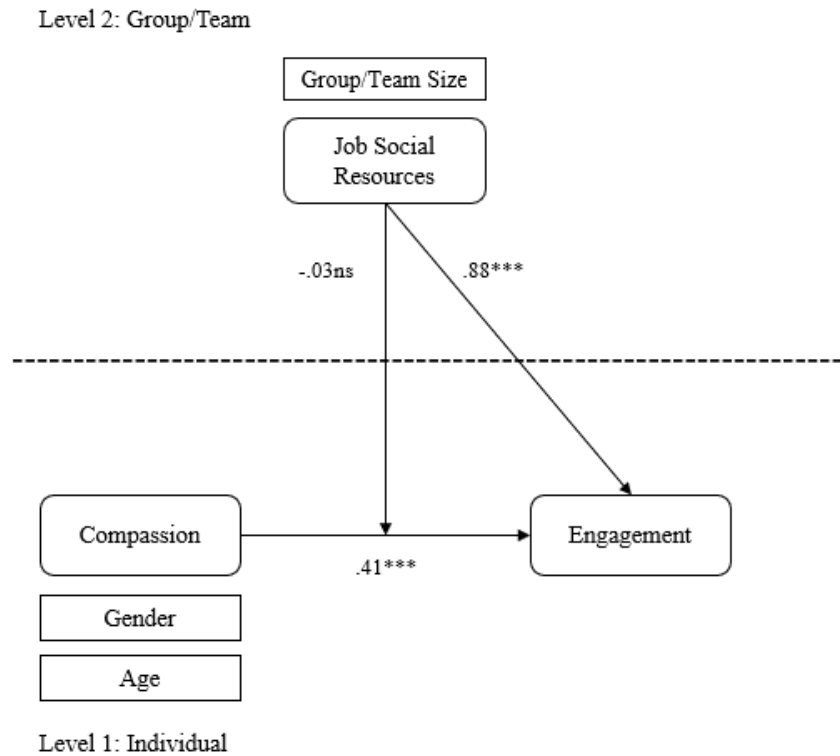 Level 2: Group/Team
Group/Team Size
Job Social
Resources
-.03ns
.88***
Compassion
Engagement
.41***
Gender
Age
Level 1: Individual